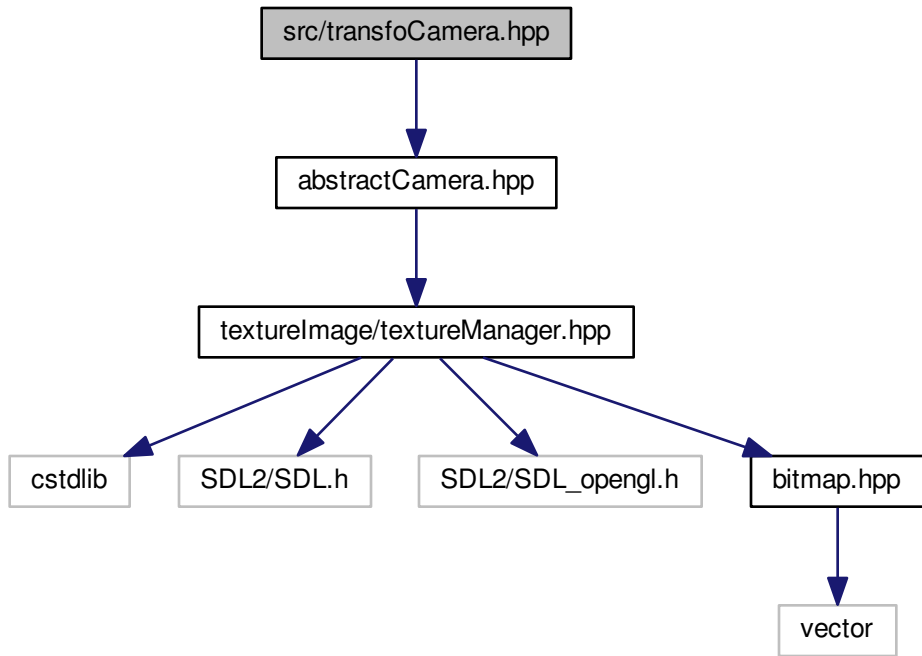 src/transfoCamera.hpp
abstractCamera.hpp
textureImage/textureManager.hpp
cstdlib
SDL2/SDL.h
SDL2/SDL_opengl.h
bitmap.hpp
vector